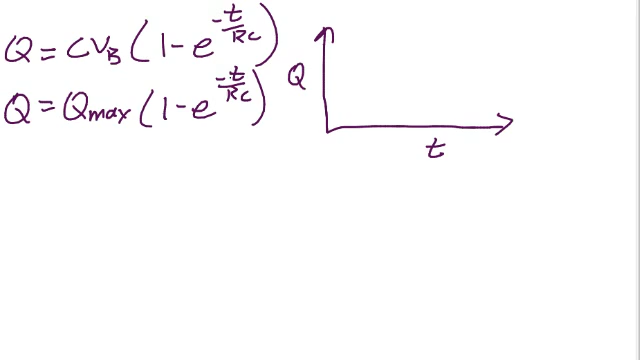 Q = CV_B (1 - e^{-t/RC})
Q = Q_max (1 - e^{-t/RC})
Q
t